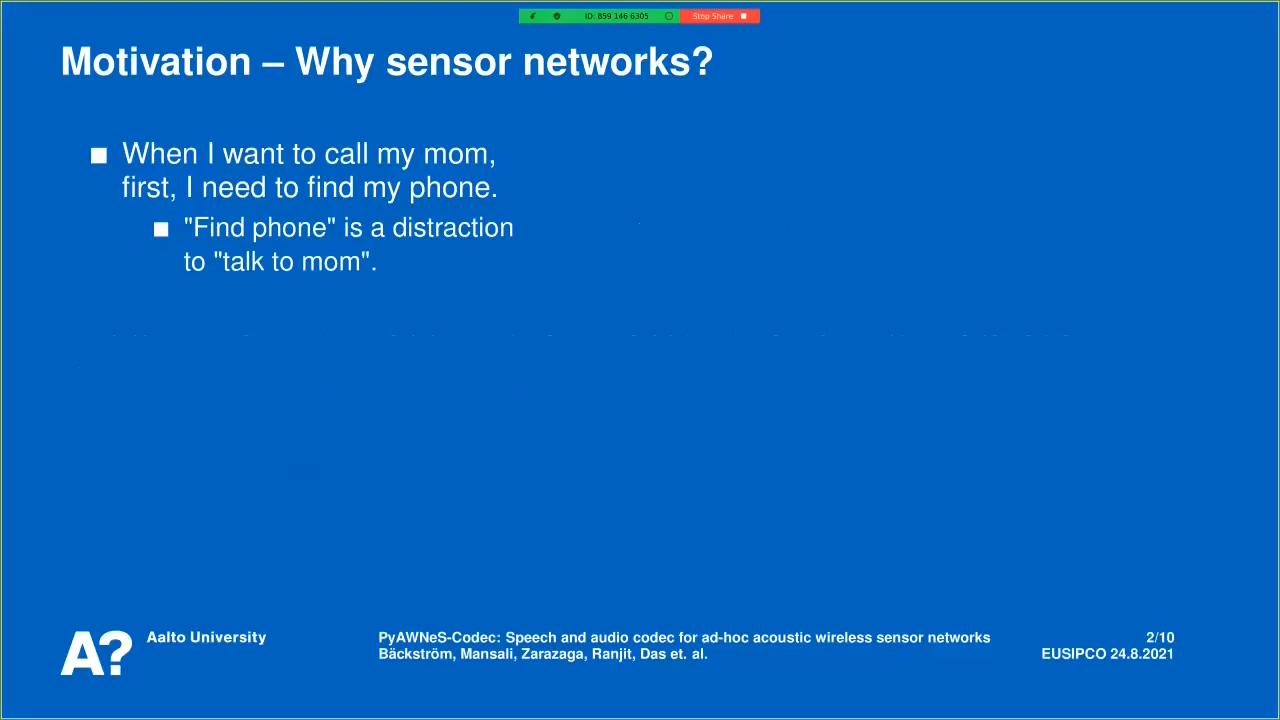 ID: 859 146 6305 Stop Share
Motivation – Why sensor networks?
When I want to call my mom,
first, I need to find my phone.
"Find phone" is a distraction
to "talk to mom".
A? Aalto University
PyAWNeS-Codec: Speech and audio codec for ad-hoc acoustic wireless sensor networks
Bäckström, Mansali, Zarazaga, Ranjit, Das et. al.
2/10
EUSIPCO 24.8.2021